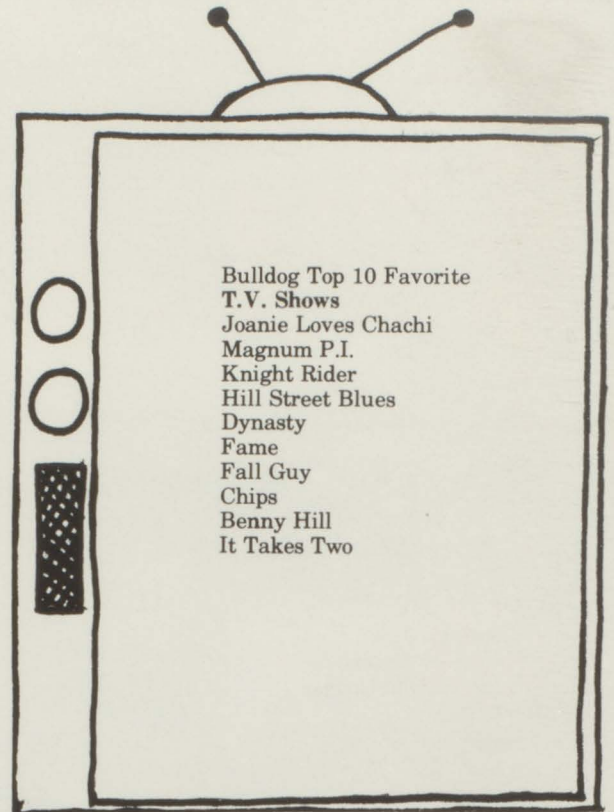 Bulldog Top 10 Favorite
T.V. Shows
Joanie Loves Chachi
Magnum P.I.
Knight Rider
Hill Street Blues
Dynasty
Fame
Fall Guy
Chips
Benny Hill
It Takes Two